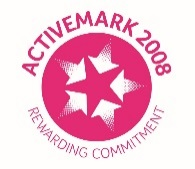 ACTIVEMARK 2008
REWARDING COMMITMENT